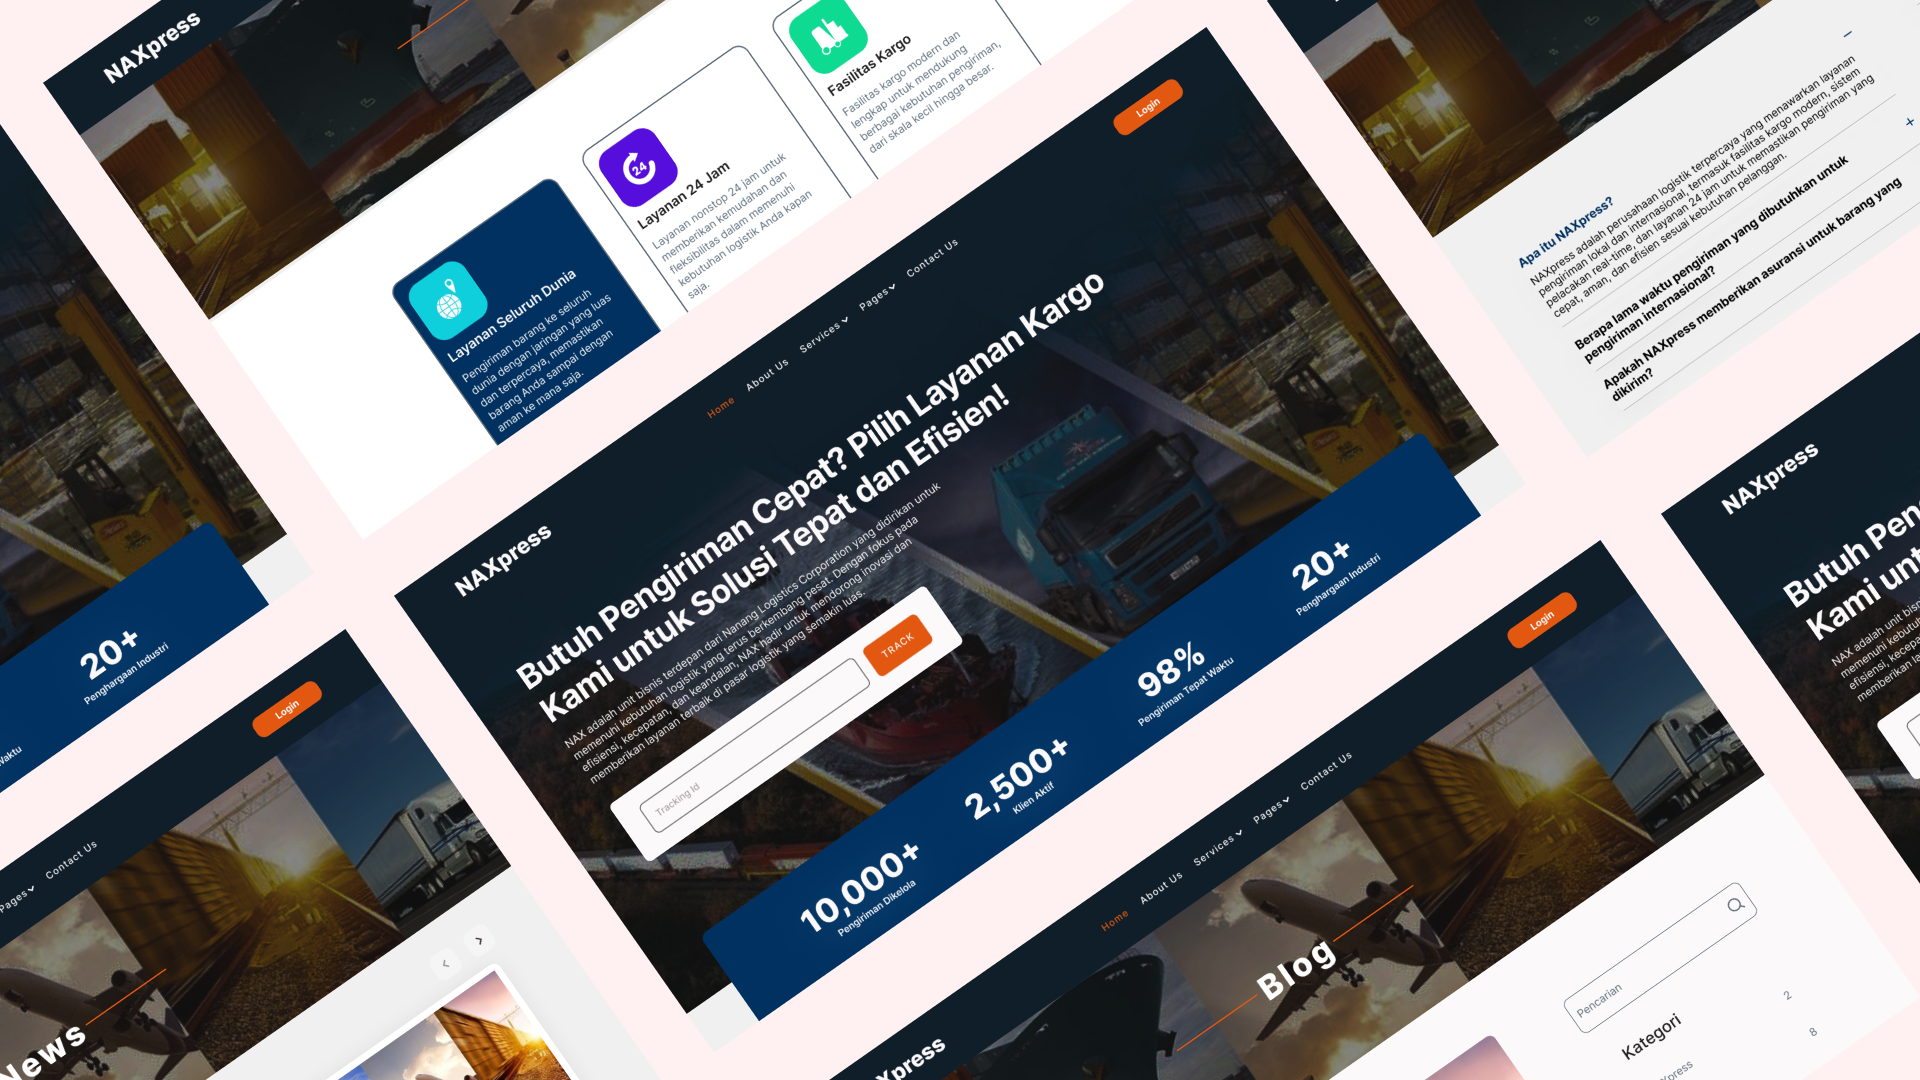 NAXpress
Fasilitas Kargo
Fasilitas kargo modern dan
lengkap untuk mendukung
berbagai kebutuhan pengiriman,
dari skala kecil hingga besar.
24
Layanan 24 Jam
Layanan nonstop 24 jam untuk
memberikan kemudahan dan
fleksibilitas dalam memenuhi
kebutuhan logistik Anda kapan
saja.
Layanan Seluruh Dunia
Pengiriman barang ke seluruh
dunia dengan jaringan yang luas
dan terpercaya, memastikan
barang Anda sampai dengan
aman ke mana saja.
Apa itu NAXpress?
NAXpress adalah perusahaan logistik terpercaya yang menawarkan layanan
pengiriman lokal dan internasional, termasuk fasilitas kargo modern, sistem
pelacakan real-time, dan layanan 24 jam untuk memastikan pengiriman yang
cepat, aman, dan efisien sesuai kebutuhan pelanggan.
Berapa lama waktu pengiriman yang dibutuhkan untuk
pengiriman internasional?
Apakah NAXpress memberikan asuransi untuk barang yang
dikirim?
NAXpress
Home
About Us
Services
Pages
Contact Us
Login
Butuh Pengiriman Cepat? Pilih Layanan Kargo
Kami untuk Solusi Tepat dan Efisien!
NAX adalah unit bisnis terdepan dari Nanang Logistics Corporation yang didirikan untuk
memenuhi kebutuhan logistik yang terus berkembang pesat. Dengan fokus pada
efisiensi, kecepatan, dan keandalan, NAX hadir untuk mendorong inovasi dan
memberikan layanan terbaik di pasar logistik yang semakin luas.
Tracking Id
TRACK
10,000+
Pengiriman Dikelola
2,500+
Klien Aktif
98%
Pengiriman Tepat Waktu
20+
Penghargaan Industri
20+
Penghargaan Industri
Waktu
Pages
Contact Us
Login
News
Xpress
Home
About Us
Services
Pages
Contact Us
Login
Blog
Pencarian
Kategori
Xpress
2
8
NAXpress
Butuh Pen
Kami unt
NAX adalah unit bisn
memenuhi kebutuh
efisiensi, kecepa
memberikan la